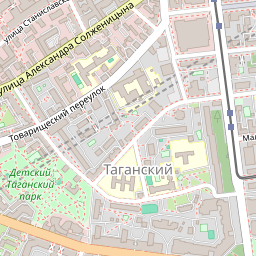 улица Станиславского
улица Александра Солженицына
Товарищеский переулок
Детский
Таганский
парк
Таганский